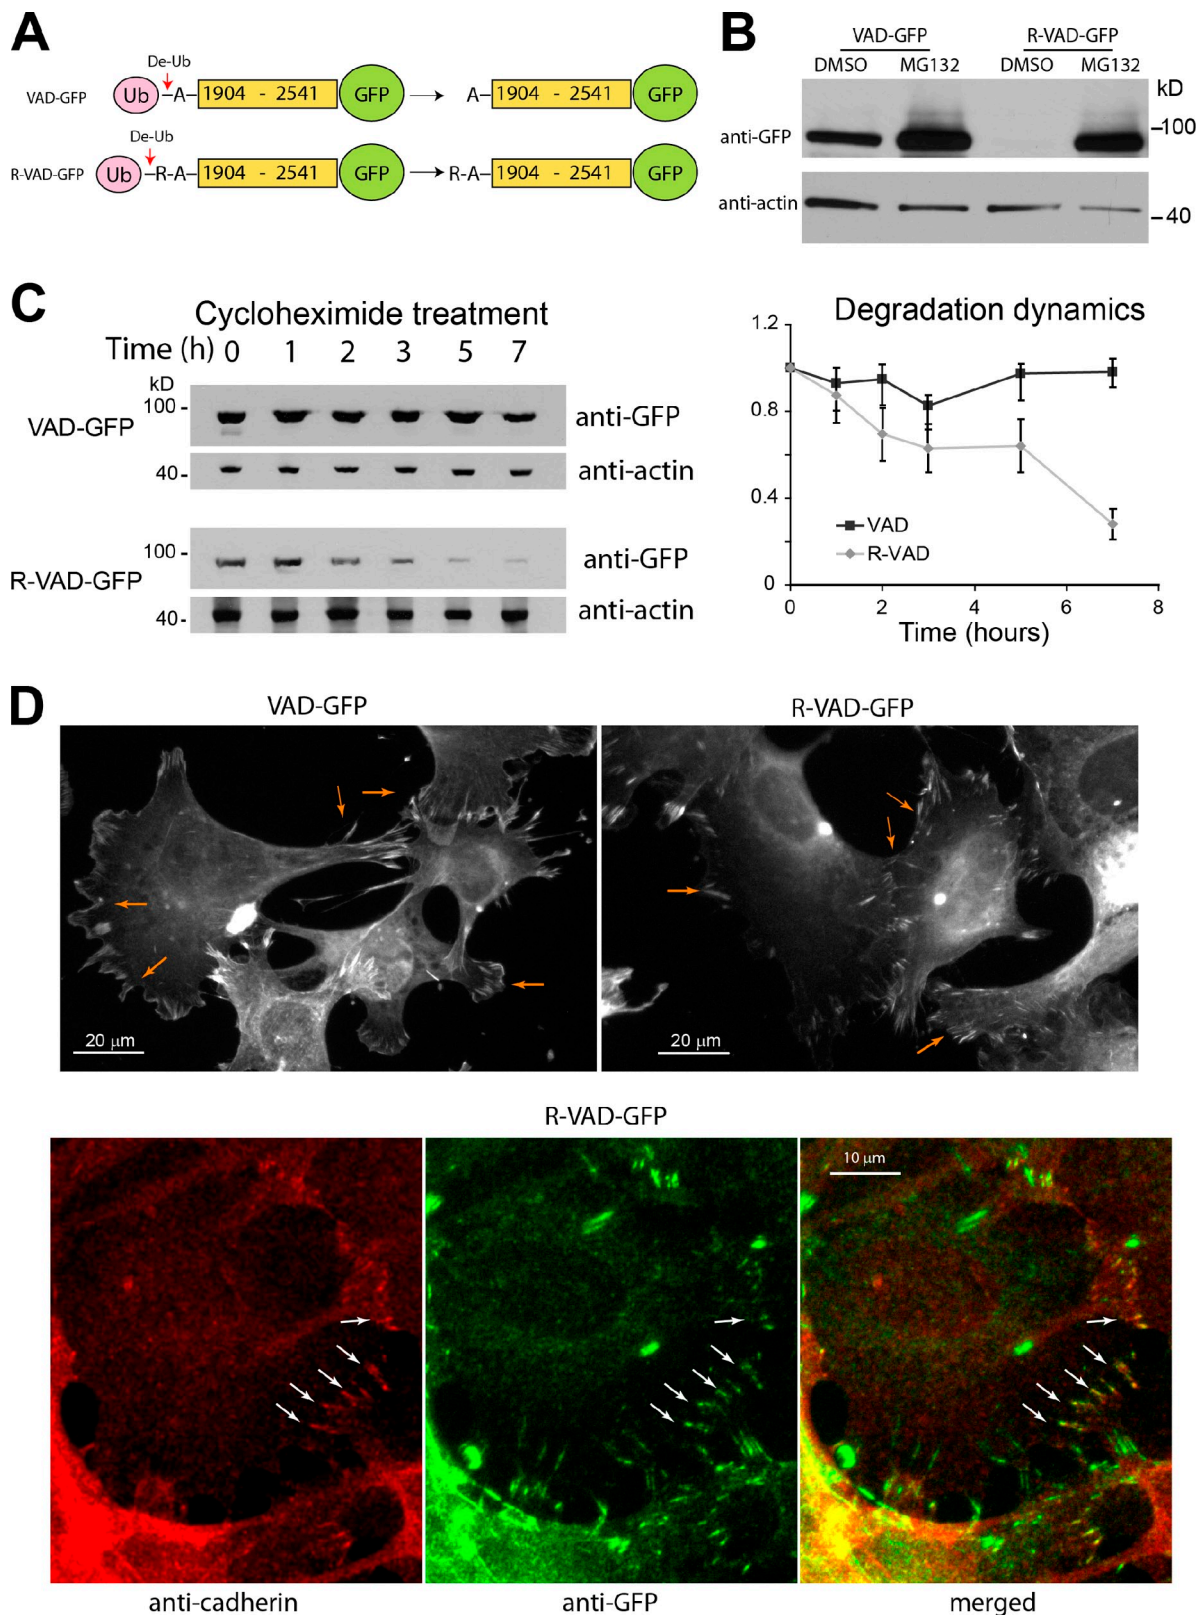 A
De-Ub
VAD-GFP
Ub
A
1904 - 2541
GFP
A
1904 - 2541
GFP
De-Ub
R-VAD-GFP
Ub
R-A
1904 - 2541
GFP
R-A
1904 - 2541
GFP
B
VAD-GFP R-VAD-GFP
DMSO MG132 DMSO MG132
kD
anti-GFP
100
anti-actin
40
C
Cycloheximide treatment
Time (h) 0 1 2 3 5 7
kD
100
VAD-GFP
anti-GFP
40
anti-actin
100
R-VAD-GFP
anti-GFP
40
anti-actin
Degradation dynamics
1.2
0.8
0.4
0
VAD
R-VAD
0 2 4 6 8
Time (hours)
D
VAD-GFP
R-VAD-GFP
20 μm
20 μm
R-VAD-GFP
10 μm
anti-cadherin
anti-GFP
merged